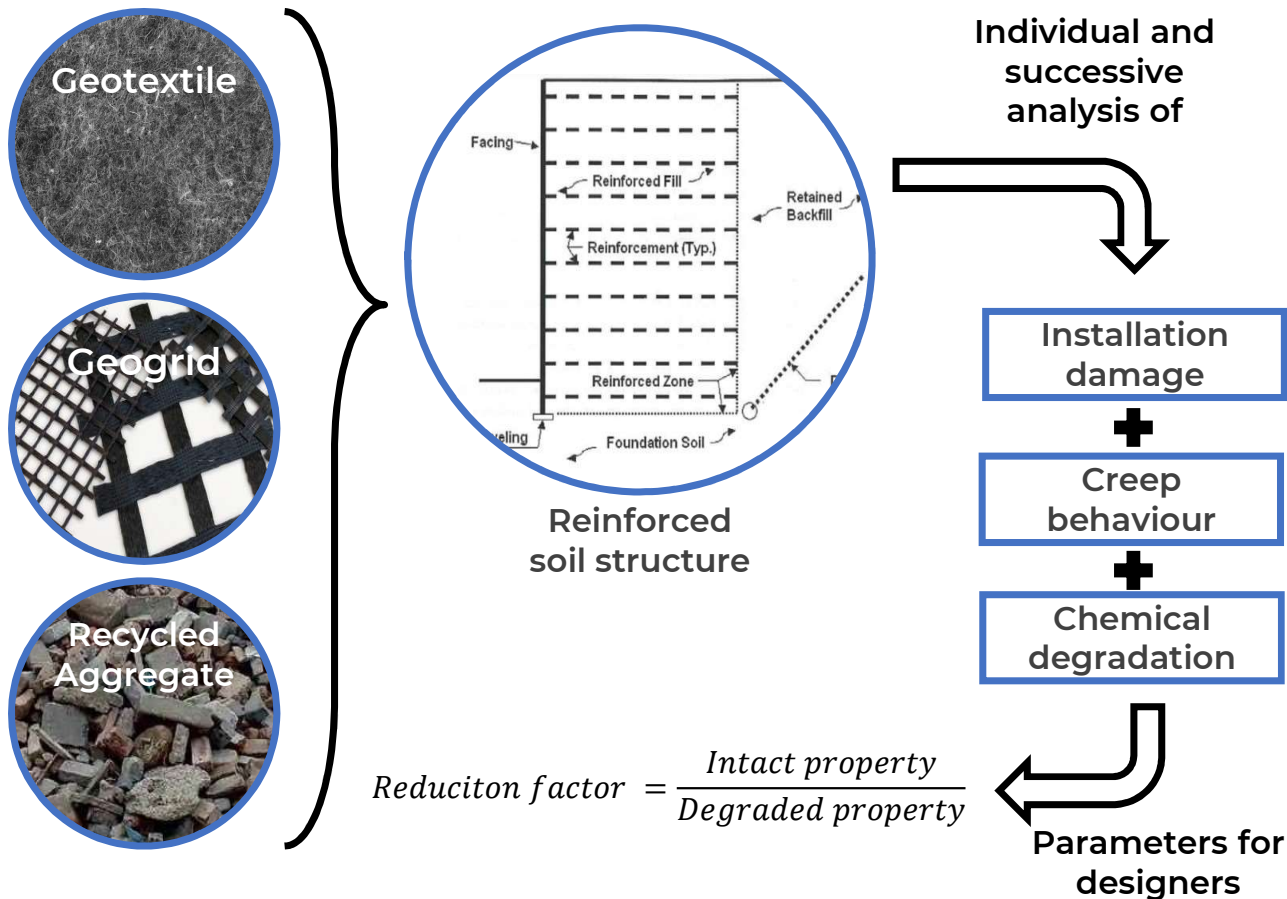 Geotextile
Geogrid
Recycled
Aggregate
Facing
Reinforced Fill
Retained
Backfill
Reinforcement (Typ.)
Reinforced Zone
Foundation Soil
Reinforced
soil structure
Individual and
successive
analysis of
Installation
damage
+
Creep
behaviour
+
Chemical
degradation
Reduciton factor = Intact property
Degraded property
Parameters for
designers